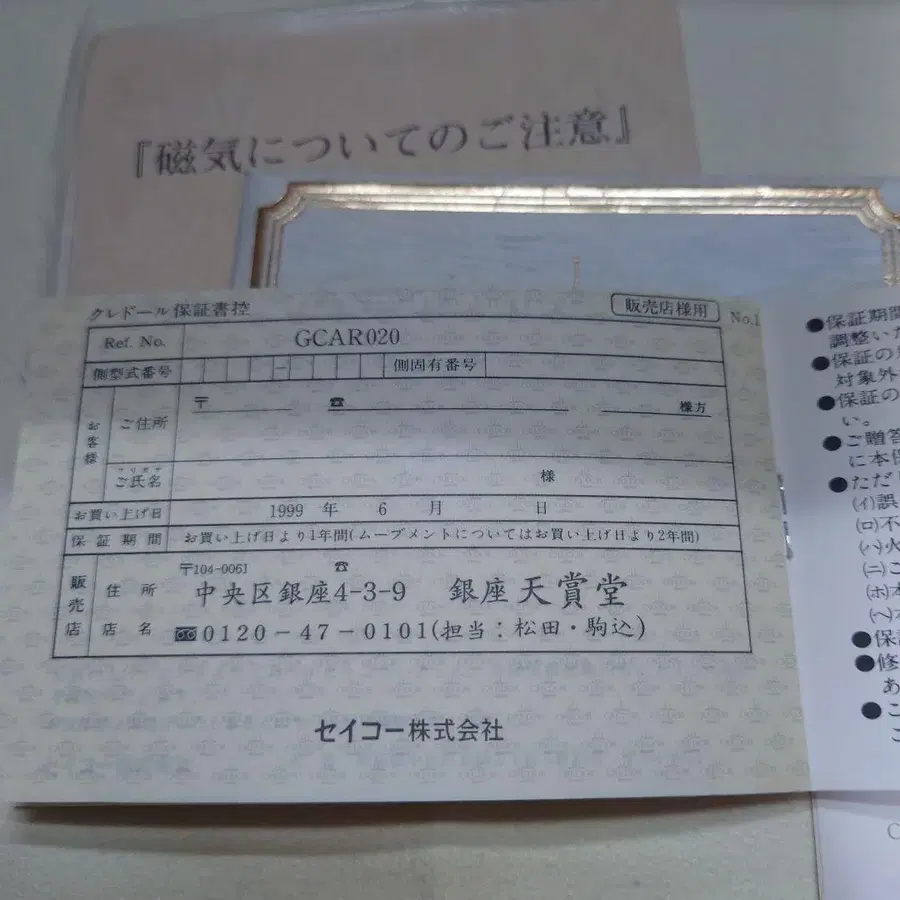 『磁気についてのご注意』
クレドール保証書控
販売店様用
No.1
Ref. No. GCAR020
側型式番号 - 側固有番号
お客様
ご住所 〒 ☎ 様方
フリガナ
ご氏名 様
お買い上げ日 1999 年 6 月 日
保証期間 お買い上げ日より1年間(ムーブメントについてはお買い上げ日より2年間)
販売店
住所 〒104-0061 ☎
中央区銀座4-3-9 銀座 天賞堂
店名 0120-47-0101(担当:松田・駒込)
セイコー株式会社
●保証期間
調整いた
●保証の
対象外
●保証の
い。
●ご贈答
に本保
●ただし
(イ)誤
(ロ)不
(ハ)火
(ニ)こ
(ホ)本
(ヘ)
●保証
●修
あ
●こ
こ